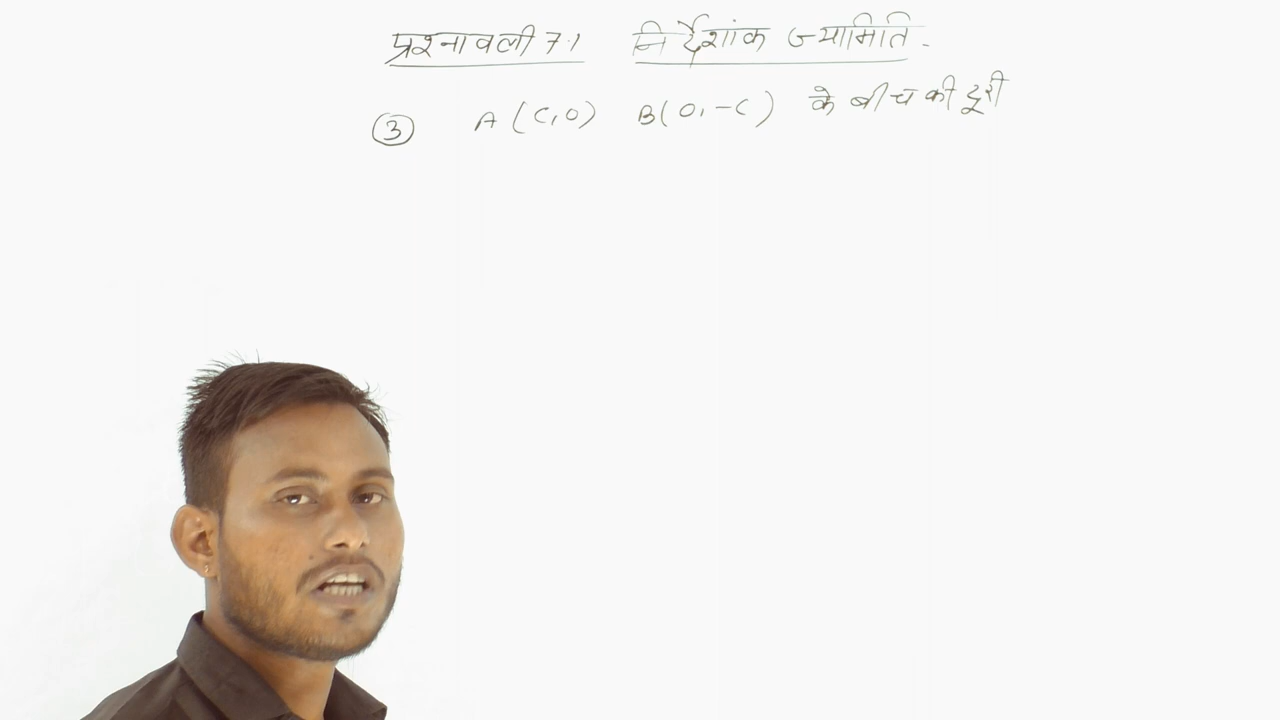 प्रश्नावली 7.1 निर्देशांक ज्यामिति -
③ A (C,0) B(0,-C) के बीच की दूरी